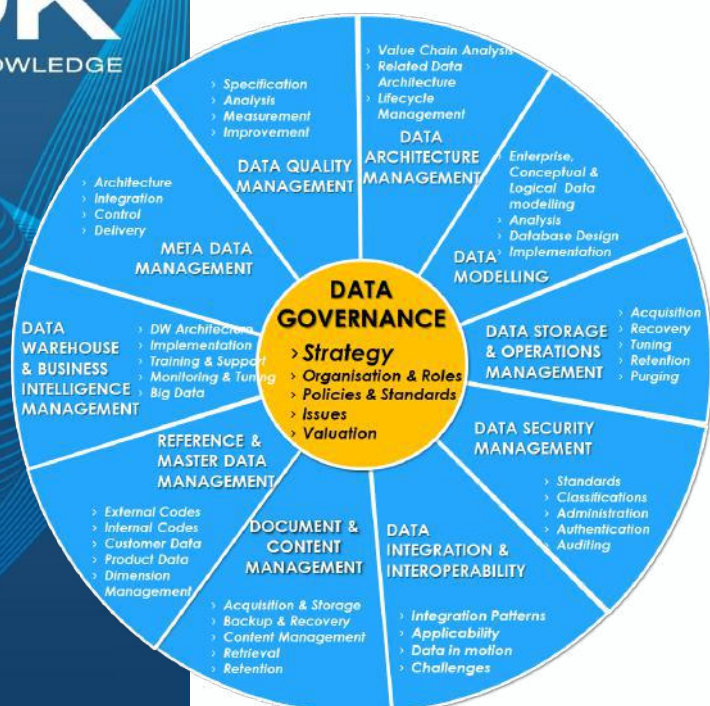 OWLEDGE
› Value Chain Analysis
› Related Data
Architecture
› Lifecycle
Management
DATA
ARCHITECTURE
MANAGEMENT
› Enterprise,
Conceptual &
Logical Data
modelling
› Analysis
› Database Design
› Implementation
DATA
MODELLING
› Acquisition
› Recovery
› Tuning
› Retention
› Purging
DATA STORAGE
& OPERATIONS
MANAGEMENT
DATA SECURITY
MANAGEMENT
› Standards
› Classifications
› Administration
› Authentication
› Auditing
DATA
INTEGRATION &
INTEROPERABILITY
› Integration Patterns
› Applicability
› Data in motion
› Challenges
DOCUMENT &
CONTENT
MANAGEMENT
› Acquisition & Storage
› Backup & Recovery
› Content Management
› Retrieval
› Retention
REFERENCE &
MASTER DATA
MANAGEMENT
› External Codes
› Internal Codes
› Customer Data
› Product Data
› Dimension
Management
DATA
WAREHOUSE
& BUSINESS
INTELLIGENCE
MANAGEMENT
› DW Architecture
› Implementation
› Training & Support
› Monitoring & Tuning
› Big Data
› Architecture
› Integration
› Control
› Delivery
META DATA
MANAGEMENT
› Specification
› Analysis
› Measurement
› Improvement
DATA QUALITY
MANAGEMENT
DATA
GOVERNANCE
› Strategy
› Organisation & Roles
› Policies & Standards
› Issues
› Valuation